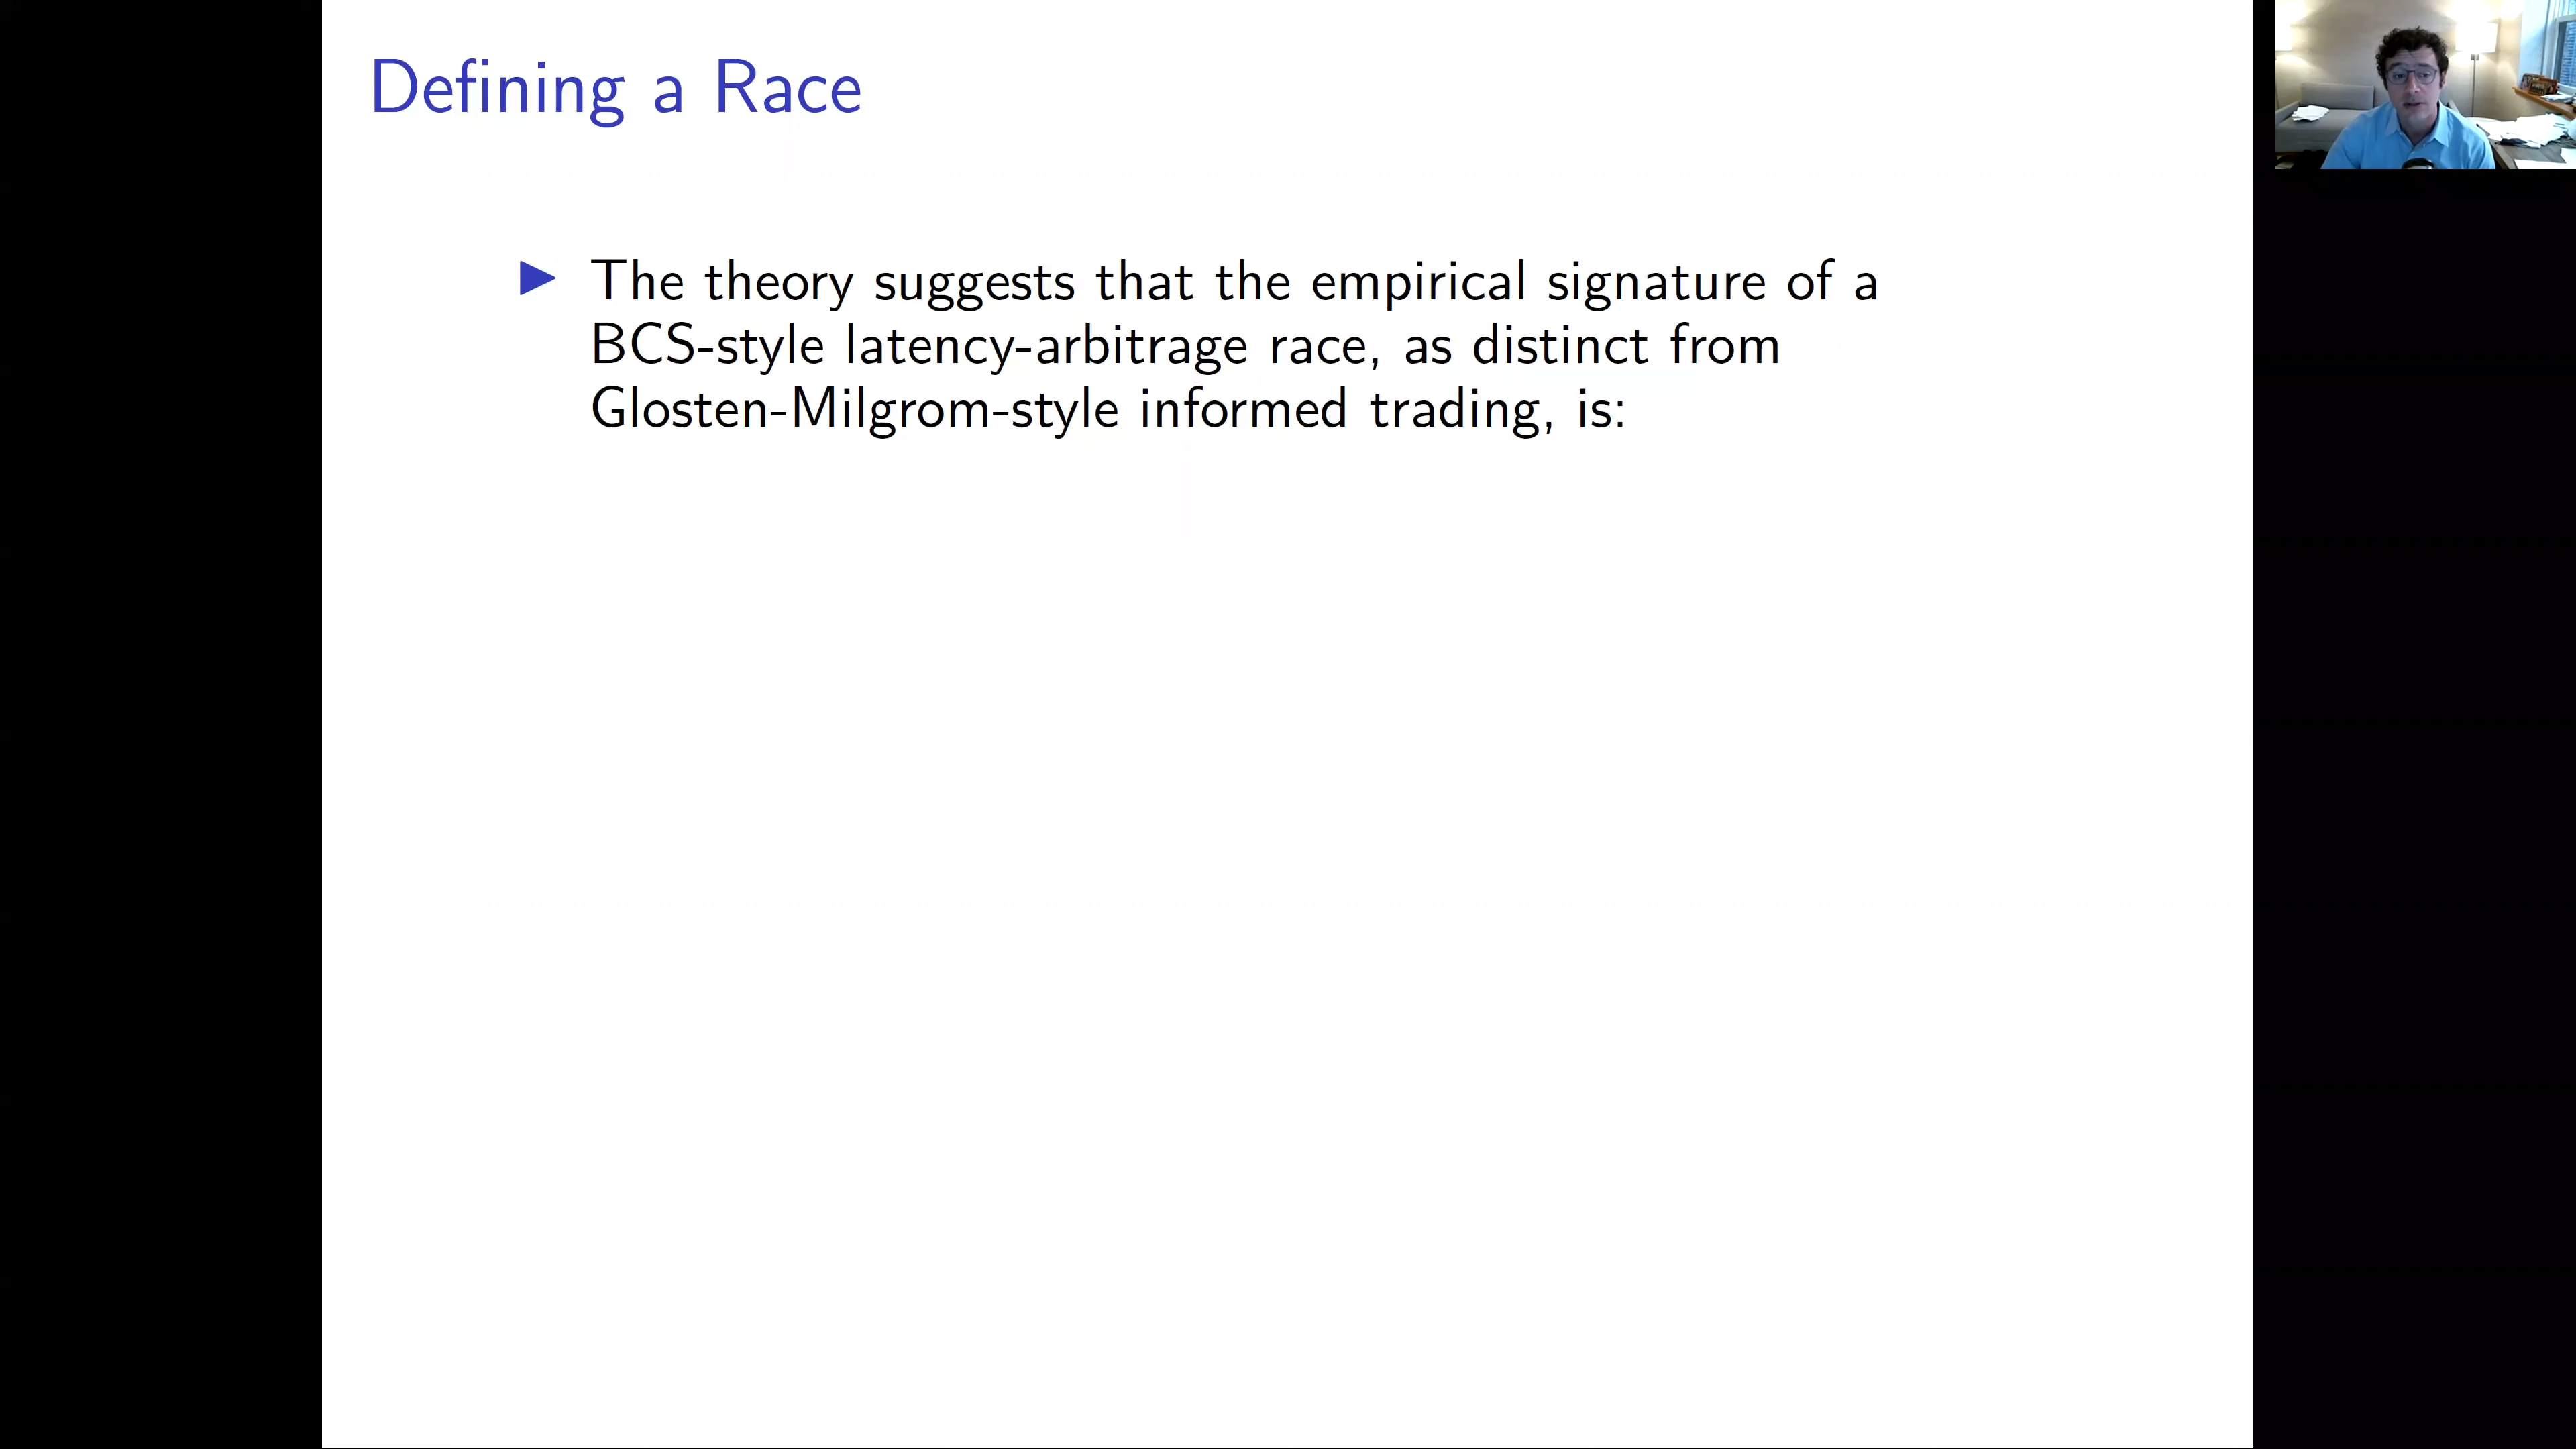 Defining a Race
The theory suggests that the empirical signature of a
BCS-style latency-arbitrage race, as distinct from
Glosten-Milgrom-style informed trading, is: